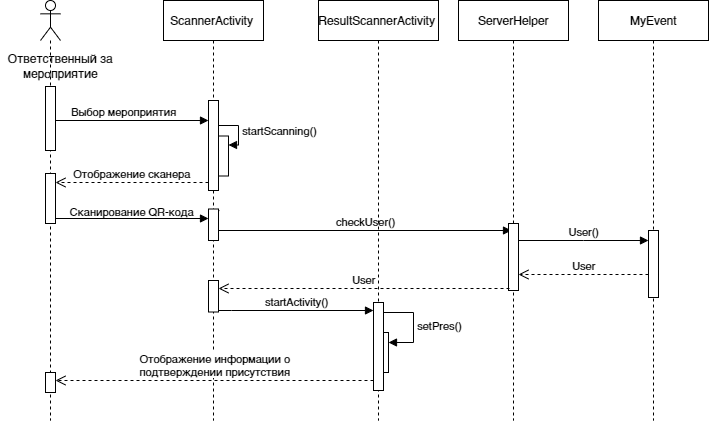 ScannerActivity
ResultScannerActivity
ServerHelper
MyEvent
Ответственный за
мероприятие
Выбор мероприятия
startScanning()
Отображение сканера
Сканирование QR-кода
checkUser()
User()
User
User
startActivity()
setPres()
Отображение информации о
подтверждении присутствия